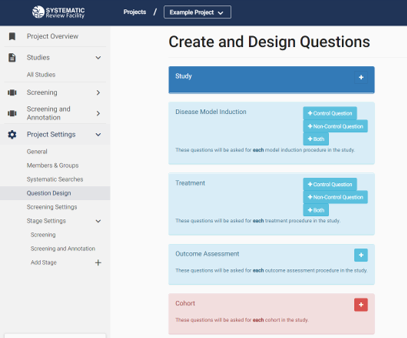 SYSTEMATIC
Review Facility
Projects / Example Project
Project Overview
Studies
All Studies
Screening
Screening and
Annotation
Project Settings
General
Members & Groups
Systematic Searches
Question Design
Screening Settings
Stage Settings
Screening
Screening and Annotation
Add Stage +
Create and Design Questions
Study +
Disease Model Induction
+ Control Question
+ Non-Control Question
+ Both
These questions will be asked for each model induction procedure in the study.
Treatment
+ Control Question
+ Non-Control Question
+ Both
These questions will be asked for each treatment procedure in the study.
Outcome Assessment +
These questions will be asked for each outcome assessment procedure in the study.
Cohort +
These questions will be asked for each cohort in the study.